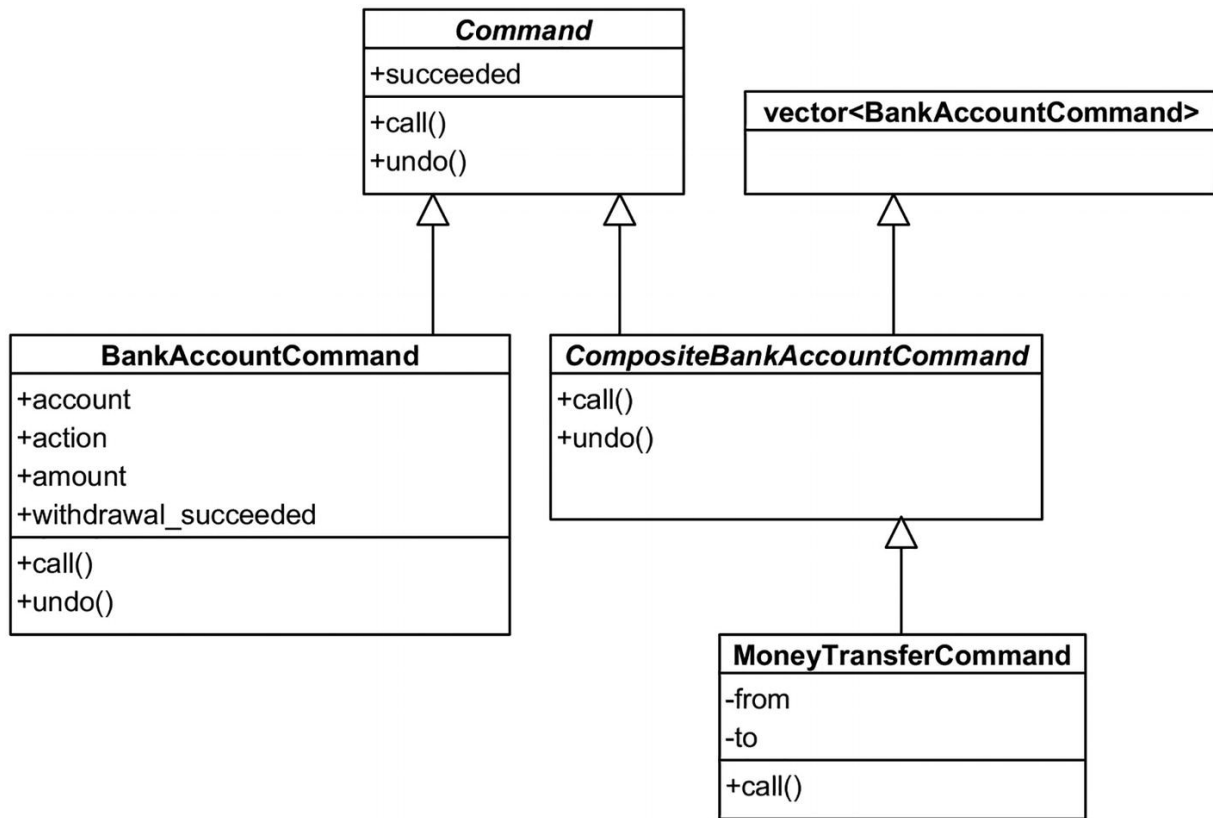 Command
+succeeded
+call()
+undo()
vector<BankAccountCommand>
BankAccountCommand
+account
+action
+amount
+withdrawal_succeeded
+call()
+undo()
CompositeBankAccountCommand
+call()
+undo()
MoneyTransferCommand
-from
-to
+call()